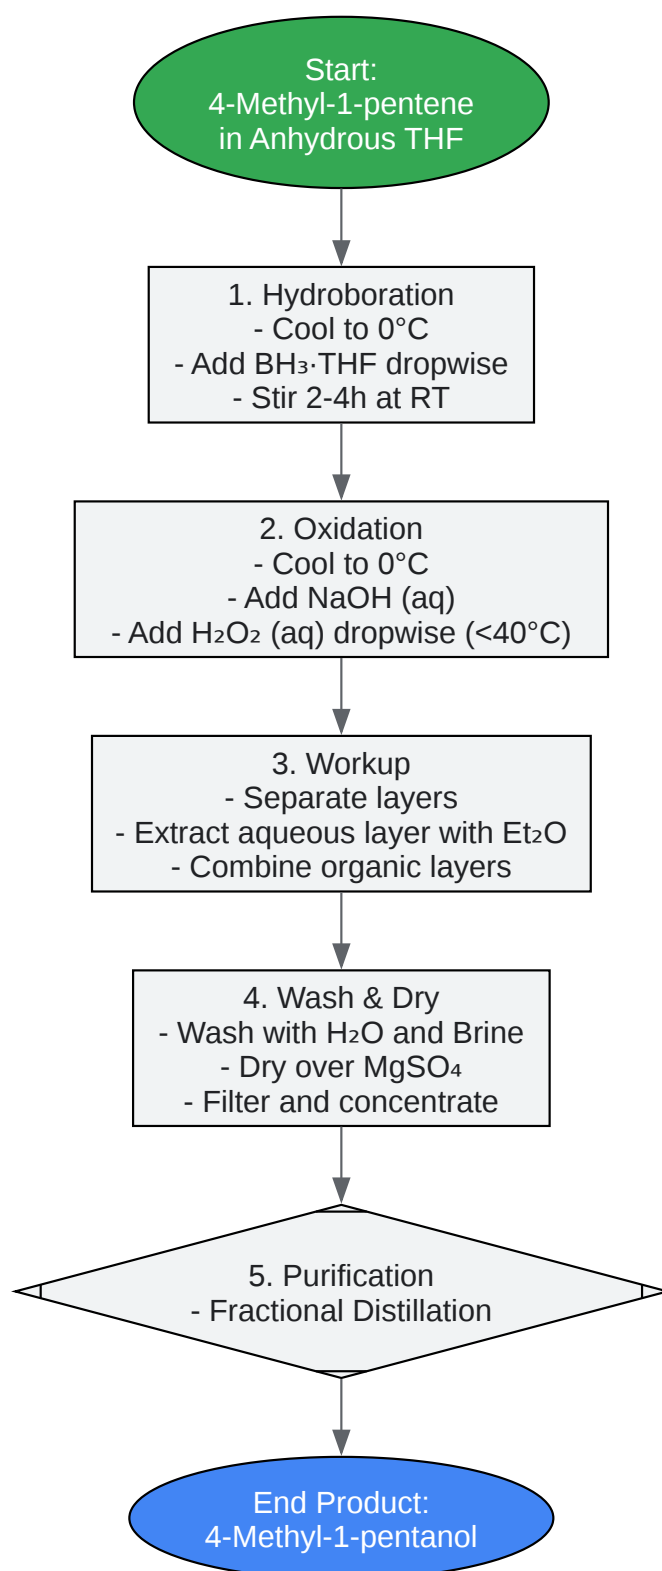 Start:
4-Methyl-1-pentene
in Anhydrous THF
1. Hydroboration
- Cool to 0°C
- Add BH₃·THF dropwise
- Stir 2-4h at RT
2. Oxidation
- Cool to 0°C
- Add NaOH (aq)
- Add H₂O₂ (aq) dropwise (<40°C)
3. Workup
- Separate layers
- Extract aqueous layer with Et₂O
- Combine organic layers
4. Wash & Dry
- Wash with H₂O and Brine
- Dry over MgSO₄
- Filter and concentrate
5. Purification
- Fractional Distillation
End Product:
4-Methyl-1-pentanol